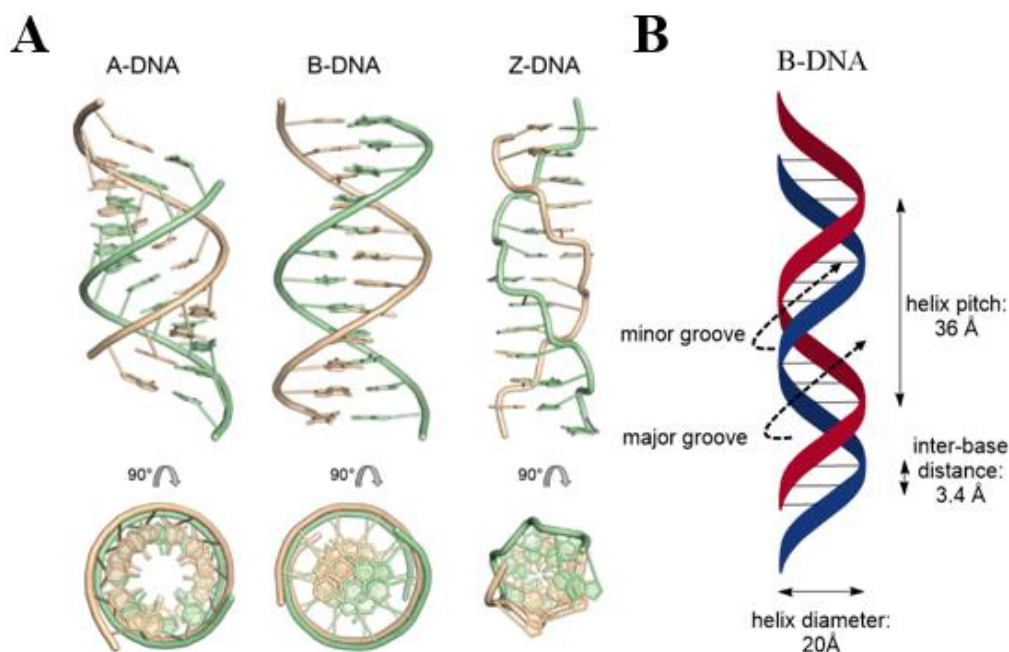 A
A-DNA
B-DNA
Z-DNA
90°
90°
90°
B
B-DNA
minor groove
major groove
helix pitch:
36 Å
inter-base
distance:
3.4 Å
helix diameter:
20Å